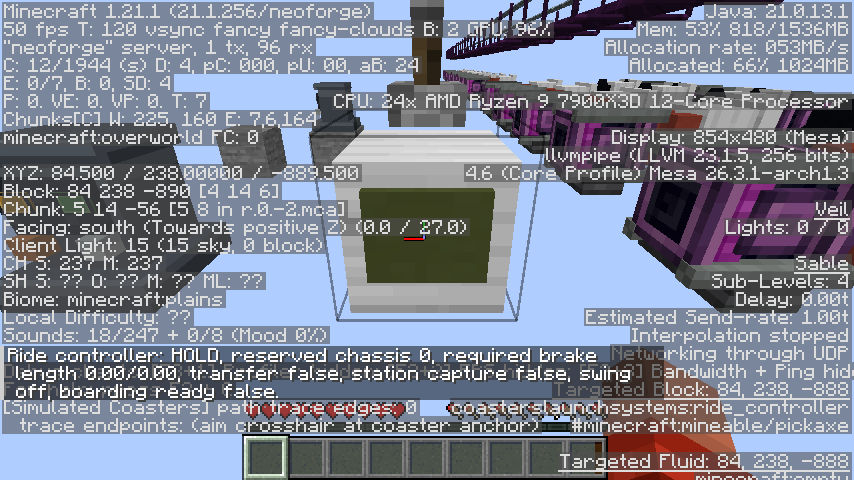 Minecraft 1.21.1 (21.1.256/neoforge)
50 fps T: 120 vsync fancy fancy-clouds B: 2 GPU: 96%
"neoforge" server, 1 tx, 96 rx
C: 12/1944 (s) D: 4, pC: 000, pU: 00, aB: 24
E: 0/7, B: 0, SD: 4
P: 0. VE: 0. VP: 0. T: 7
Chunks[C] W: 225, 160 E: 7,6,164
minecraft:overworld FC: 0
XYZ: 84.500 / 238.00000 / -889.500
Block: 84 238 -890 [4 14 6]
Chunk: 5 14 -56 [5 8 in r.0.-2.mca]
Facing: south (Towards positive Z) (0.0 / 27.0)
Client Light: 15 (15 sky, 0 block)
CH S: 237 M: 237
SH S: ?? O: ?? M: ?? ML: ??
Biome: minecraft:plains
Local Difficulty: ??
Sounds: 18/247 + 0/8 (Mood 0%)
Java: 21.0.13.1
Mem: 53% 818/1536MB
Allocation rate: 053MB/s
Allocated: 66% 1024MB
CPU: 24x AMD Ryzen 9 7900X3D 12-Core Processor
Display: 854x480 (Mesa)
llvmpipe (LLVM 23.1.5, 256 bits)
4.6 (Core Profile) Mesa 26.3.1-arch1.3
Veil
Lights: 0 / 0
Sable
Sub-Levels: 4
Delay: 0.00t
Estimated Send-rate: 1.00t
Interpolation stopped
Networking through UDP
Bandwidth + Ping
Targeted Block: 84, 238, -888
#minecraft:mineable/pickaxe
Targeted Fluid: 84, 238, -888
minecraft:empty
Ride controller: HOLD, reserved chassis 0, required brake
length 0.00/0.00, transfer false, station capture false, swing
off, boarding ready false.
[Simulated Coasters]
trace endpoints: (aim crosshair at coaster anchor)